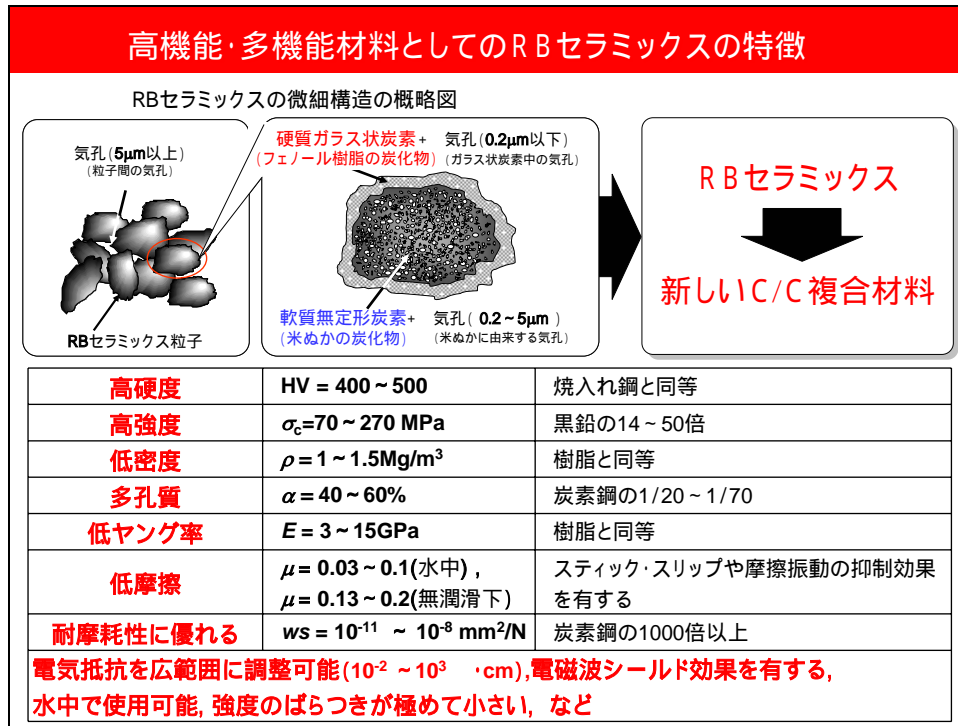 高機能・多機能材料としてのRBセラミックスの特徴
RBセラミックスの微細構造の概略図
気孔(5μm以上)
(粒子間の気孔)
RBセラミックス粒子
硬質ガラス状炭素+
(フェノール樹脂の炭化物)
気孔(0.2μm以下)
(ガラス状炭素中の気孔)
軟質無定形炭素+
(米ぬかの炭化物)
気孔( 0.2~5μm )
(米ぬかに由来する気孔)
RBセラミックス
新しいC/C複合材料
高硬度 HV = 400~500 焼入れ鋼と同等
高強度 σc=70~270 MPa 黒鉛の14~50倍
低密度 ρ = 1~1.5Mg/m³ 樹脂と同等
多孔質 α = 40~60% 炭素鋼の1/20~1/70
低ヤング率 E = 3~15GPa 樹脂と同等
低摩擦 μ = 0.03~0.1(水中) , スティック・スリップや摩擦振動の抑制効果
μ = 0.13~0.2(無潤滑下) を有する
耐摩耗性に優れる ws = 10⁻¹¹ ~ 10⁻⁸ mm²/N 炭素鋼の1000倍以上
電気抵抗を広範囲に調整可能(10⁻² ~10³ ·cm),電磁波シールド効果を有する,
水中で使用可能, 強度のばらつきが極めて小さい, など